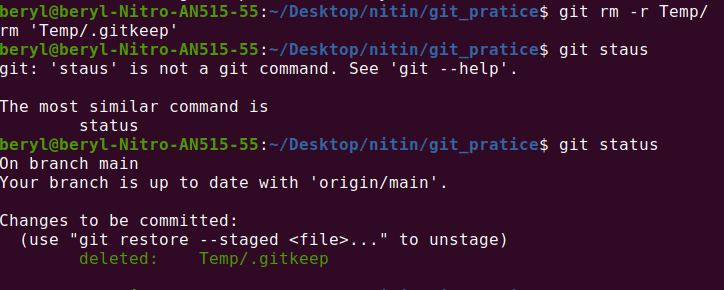 beryl@beryl-Nitro-AN515-55:~/Desktop/nitin/git_pratice$ git rm -r Temp/
rm 'Temp/.gitkeep'
beryl@beryl-Nitro-AN515-55:~/Desktop/nitin/git_pratice$ git staus
git: 'staus' is not a git command. See 'git --help'.

The most similar command is
        status
beryl@beryl-Nitro-AN515-55:~/Desktop/nitin/git_pratice$ git status
On branch main
Your branch is up to date with 'origin/main'.

Changes to be committed:
  (use "git restore --staged <file>..." to unstage)
        deleted:    Temp/.gitkeep